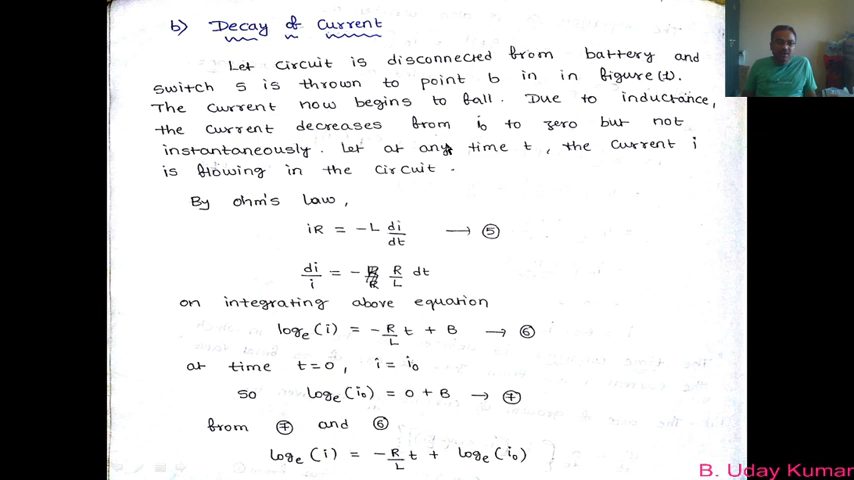 b) Decay of Current
Let circuit is disconnected from battery and
switch s is thrown to point b in in figure(t).
The current now begins to fall. Due to inductance,
the current decreases from i₀ to zero but not
instantaneously. Let at any time t, the current i
is flowing in the circuit.
By ohm's law,
iR = -L di/dt → ⑤
di/i = - R/L dt
on integrating above equation
logₑ(i) = -R/L t + B → ⑥
at time t=0, i = i₀
so logₑ(i₀) = 0 + B → ⑦
from ⑦ and ⑥
logₑ(i) = -R/L t + logₑ(i₀)
B. Uday Kumar